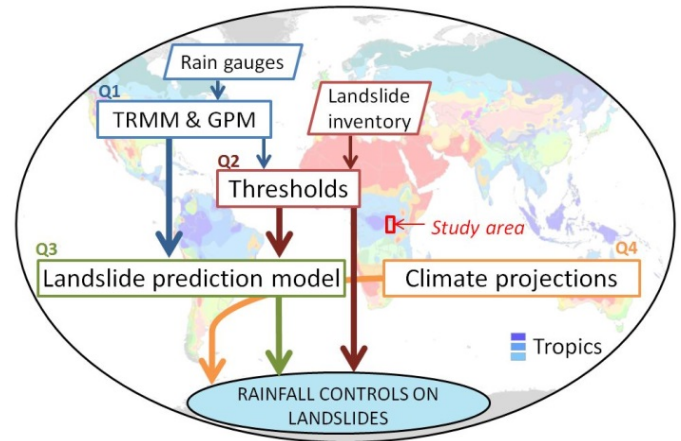 Rain gauges
Q1
TRMM & GPM
Landslide
inventory
Q2
Thresholds
Study area
Q3
Landslide prediction model
Q4
Climate projections
Tropics
RAINFALL CONTROLS ON
LANDSLIDES